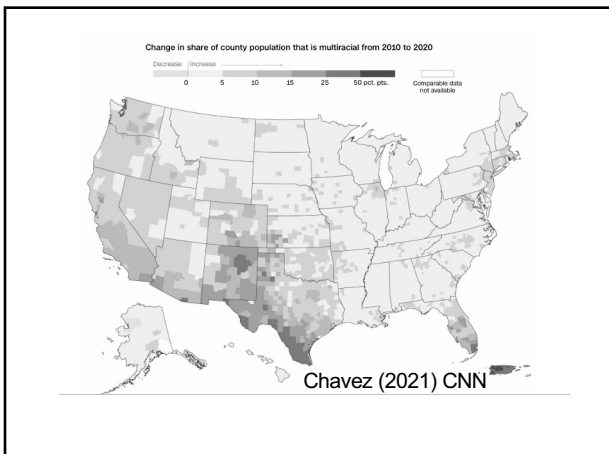 Change in share of county population that is multiracial from 2010 to 2020
Decrease Increase
0 5 10 15 25 50 pct. pts.
Comparable data
not available
Chavez (2021) CNN